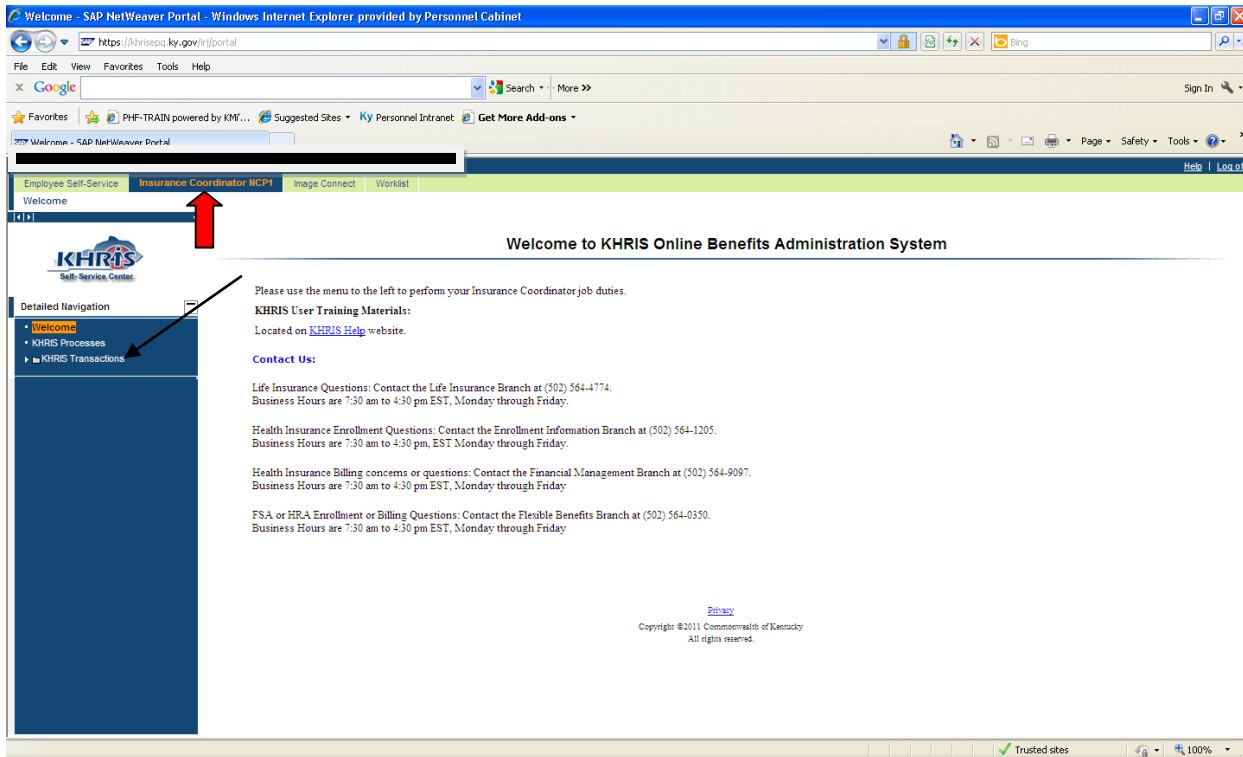 Welcome - SAP NetWeaver Portal - Windows Internet Explorer provided by Personnel Cabinet
https://khrisepq.ky.gov/irj/portal
Bing
File Edit View Favorites Tools Help
x Google Search More >> Sign In
Favorites PHF-TRAIN powered by KMi... Suggested Sites Ky Personnel Intranet Get More Add-ons
Welcome - SAP NetWeaver Portal Page Safety Tools
Help | Log of
Employee Self-Service Insurance Coordinator NCP1 Image Connect Worklist
Welcome
KHRIS
Self-Service Center
Welcome to KHRIS Online Benefits Administration System
Detailed Navigation
Welcome
KHRIS Processes
KHRIS Transactions
Please use the menu to the left to perform your Insurance Coordinator job duties.
KHRIS User Training Materials:
Located on KHRIS Help website.
Contact Us:
Life Insurance Questions: Contact the Life Insurance Branch at (502) 564-4774.
Business Hours are 7:30 am to 4:30 pm EST, Monday through Friday.
Health Insurance Enrollment Questions: Contact the Enrollment Information Branch at (502) 564-1205.
Business Hours are 7:30 am to 4:30 pm, EST Monday through Friday.
Health Insurance Billing concerns or questions: Contact the Financial Management Branch at (502) 564-9097.
Business Hours are 7:30 am to 4:30 pm EST, Monday through Friday
FSA or HRA Enrollment or Billing Questions: Contact the Flexible Benefits Branch at (502) 564-0350.
Business Hours are 7:30 am to 4:30 pm EST, Monday through Friday
Privacy
Copyright ©2011 Commonwealth of Kentucky
All rights reserved.
Trusted sites 100%